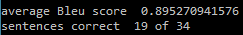 average Bleu score  0.895270941576
sentences correct  19 of 34